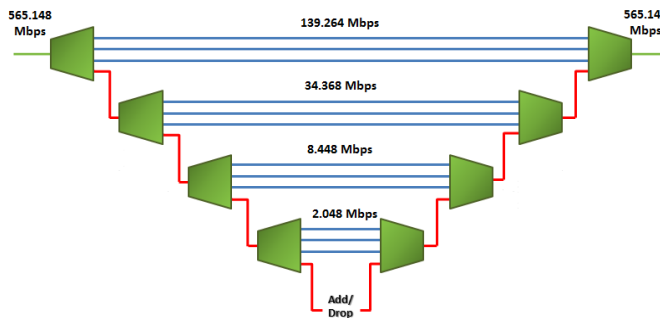 565.148
Mbps
139.264 Mbps
565.14
Mbps
34.368 Mbps
8.448 Mbps
2.048 Mbps
Add/
Drop